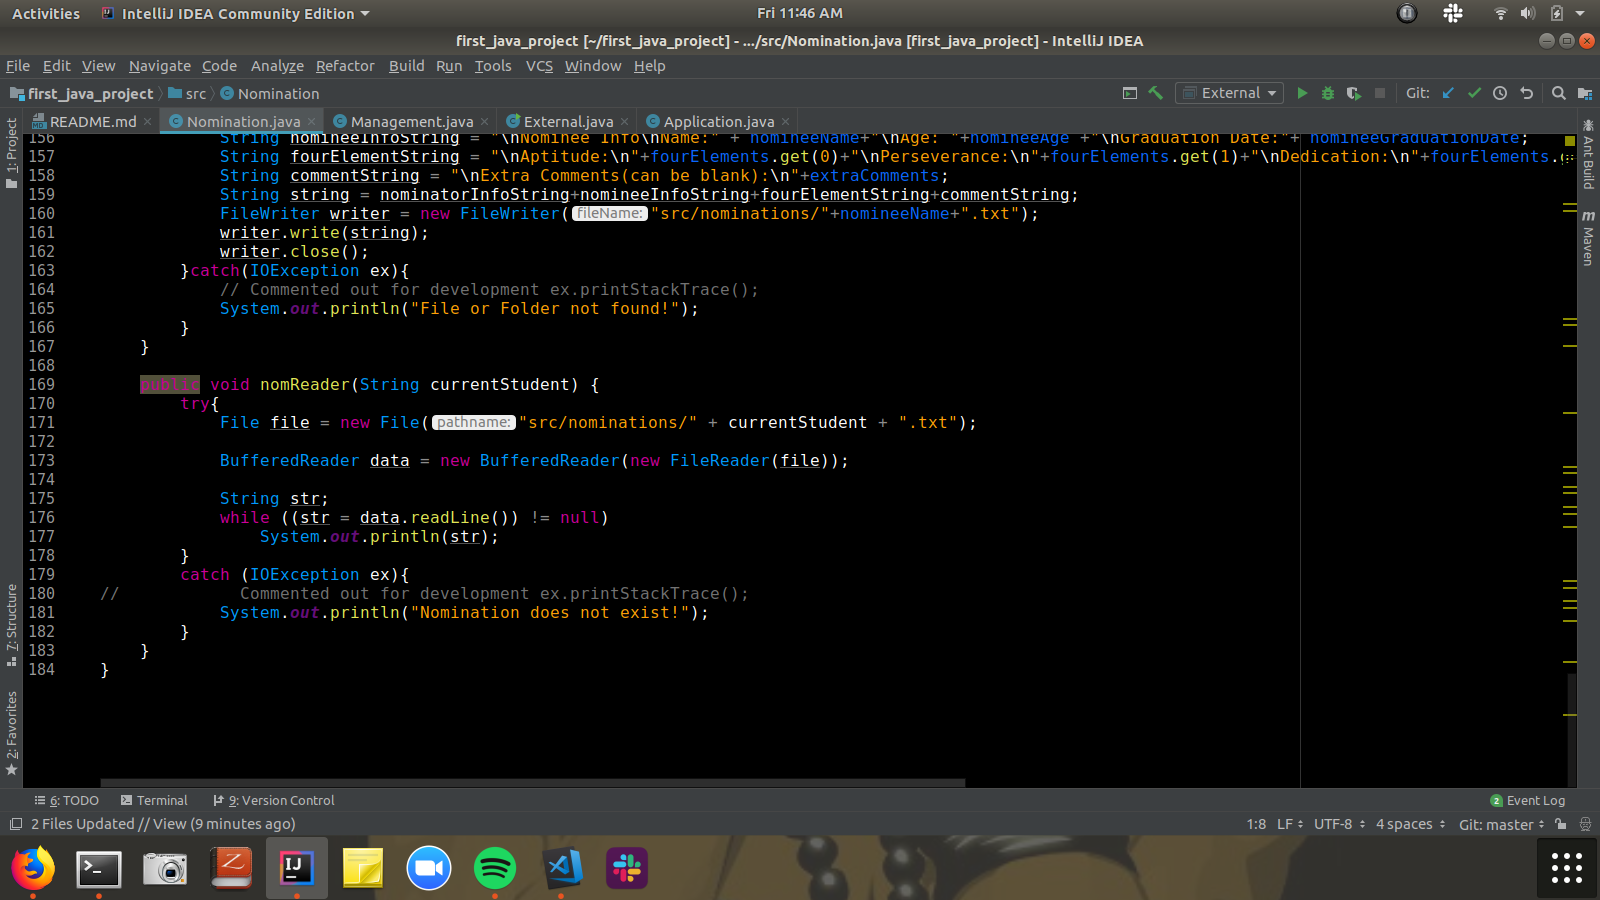 Activities IntelliJ IDEA Community Edition Fri 11:46 AM
first_java_project [~/first_java_project] - .../src/Nomination.java [first_java_project] - IntelliJ IDEA
File Edit View Navigate Code Analyze Refactor Build Run Tools VCS Window Help
first_java_project src Nomination External Git:
README.md Nomination.java Management.java External.java Application.java
156 String nomineeInfoString = "\nNominee Info\nName:" + nomineeName+"\nAge: "+nomineeAge +"\nGraduation Date:"+ nomineeGraduationDate;
157 String fourElementString = "\nAptitude:\n"+fourElements.get(0)+"\nPerseverance:\n"+fourElements.get(1)+"\nDedication:\n"+fourElements.
158 String commentString = "\nExtra Comments(can be blank):\n"+extraComments;
159 String string = nominatorInfoString+nomineeInfoString+fourElementString+commentString;
160 FileWriter writer = new FileWriter( fileName: "src/nominations/"+nomineeName+".txt");
161 writer.write(string);
162 writer.close();
163 }catch(IOException ex){
164 // Commented out for development ex.printStackTrace();
165 System.out.println("File or Folder not found!");
166 }
167 }
168
169 public void nomReader(String currentStudent) {
170 try{
171 File file = new File( pathname: "src/nominations/" + currentStudent + ".txt");
172
173 BufferedReader data = new BufferedReader(new FileReader(file));
174
175 String str;
176 while ((str = data.readLine()) != null)
177 System.out.println(str);
178 }
179 catch (IOException ex){
180 // Commented out for development ex.printStackTrace();
181 System.out.println("Nomination does not exist!");
182 }
183 }
184 }
1: Project
7: Structure
2: Favorites
Ant Build
m Maven
6: TODO Terminal 9: Version Control 2 Event Log
2 Files Updated // View (9 minutes ago) 1:8 LF UTF-8 4 spaces Git: master